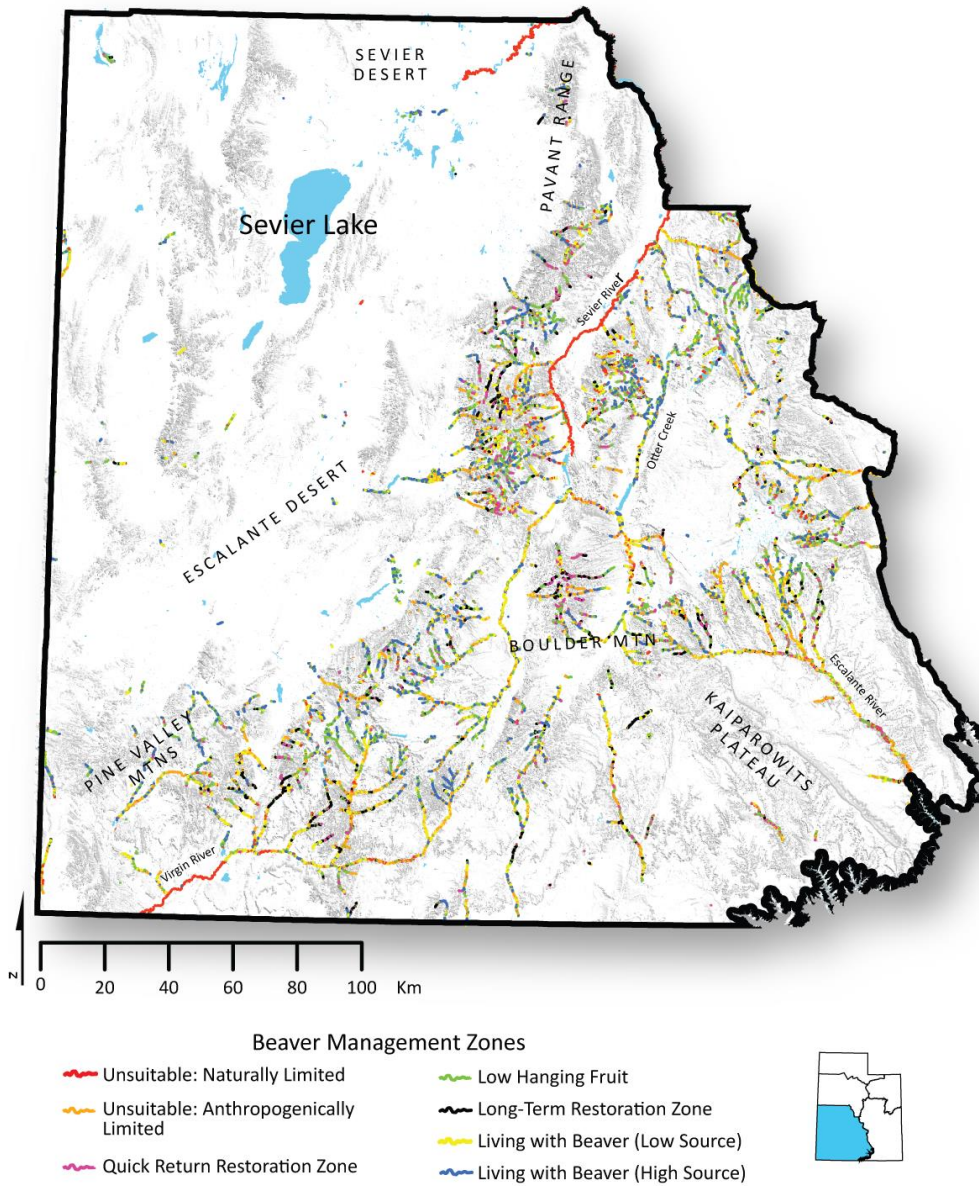 SEVIER
DESERT
PAVANT RANGE
Sevier Lake
Sevier River
Otter Creek
ESCALANTE DESERT
BOULDER MTN
Escalante River
KAIPAROWITS
PLATEAU
PINE VALLEY
MTNS
Virgin River
N
0 20 40 60 80 100 Km
Beaver Management Zones
Unsuitable: Naturally Limited
Unsuitable: Anthropogenically
Limited
Quick Return Restoration Zone
Low Hanging Fruit
Long-Term Restoration Zone
Living with Beaver (Low Source)
Living with Beaver (High Source)